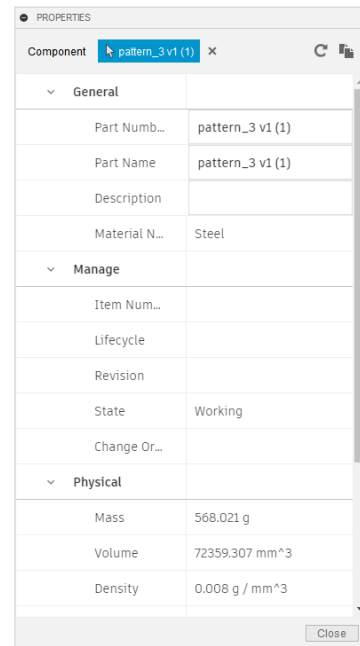 PROPERTIES
Component pattern_3 v1 (1) ×
General
Part Numb... pattern_3 v1 (1)
Part Name pattern_3 v1 (1)
Description
Material N... Steel
Manage
Item Num...
Lifecycle
Revision
State Working
Change Or...
Physical
Mass 568.021 g
Volume 72359.307 mm^3
Density 0.008 g / mm^3
Close